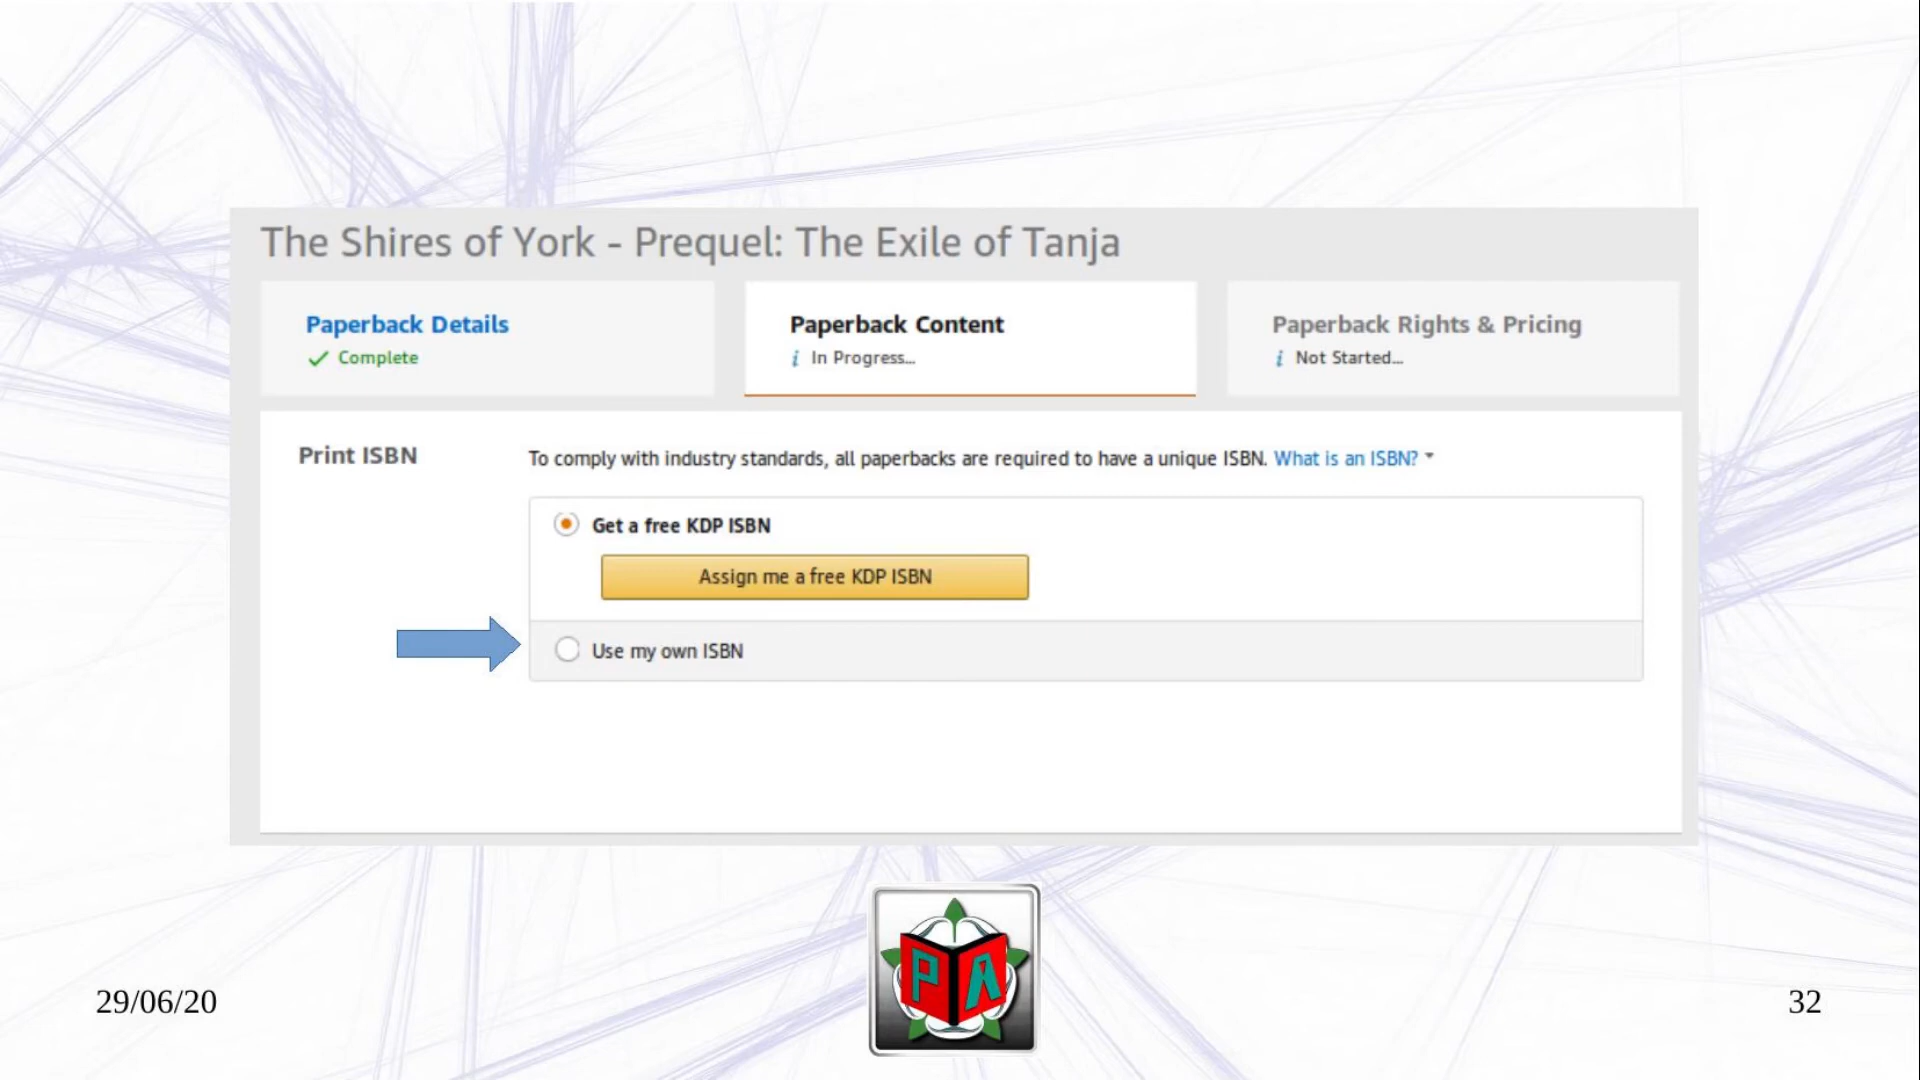 The Shires of York - Prequel: The Exile of Tanja
Paperback Details
Complete
Paperback Content
i In Progress...
Paperback Rights & Pricing
i Not Started...
Print ISBN
To comply with industry standards, all paperbacks are required to have a unique ISBN. What is an ISBN?
Get a free KDP ISBN
Assign me a free KDP ISBN
Use my own ISBN
P A
29/06/20
32